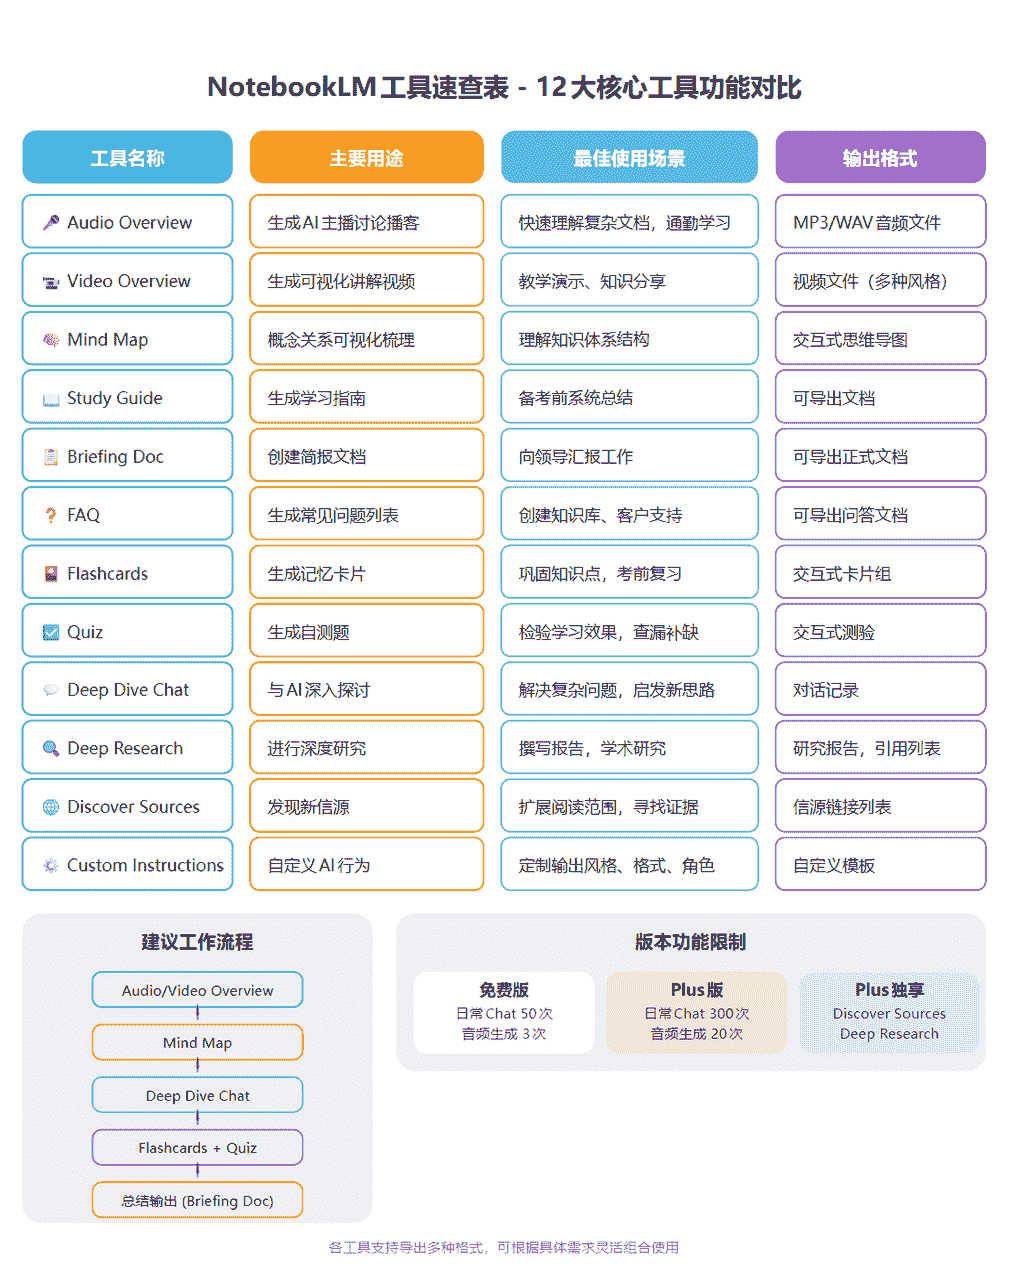 NotebookLM工具速查表 - 12大核心工具功能对比
工具名称 主要用途 最佳使用场景 输出格式
Audio Overview 生成AI主播讨论播客 快速理解复杂文档，通勤学习 MP3/WAV音频文件
Video Overview 生成可视化讲解视频 教学演示、知识分享 视频文件（多种风格）
Mind Map 概念关系可视化梳理 理解知识体系结构 交互式思维导图
Study Guide 生成学习指南 备考前系统总结 可导出文档
Briefing Doc 创建简报文档 向领导汇报工作 可导出正式文档
FAQ 生成常见问题列表 创建知识库、客户支持 可导出问答文档
Flashcards 生成记忆卡片 巩固知识点，考前复习 交互式卡片组
Quiz 生成自测题 检验学习效果，查漏补缺 交互式测验
Deep Dive Chat 与AI深入探讨 解决复杂问题，启发新思路 对话记录
Deep Research 进行深度研究 撰写报告，学术研究 研究报告，引用列表
Discover Sources 发现新信源 扩展阅读范围，寻找证据 信源链接列表
Custom Instructions 自定义AI行为 定制输出风格、格式、角色 自定义模板
建议工作流程
Audio/Video Overview
Mind Map
Deep Dive Chat
Flashcards + Quiz
总结输出 (Briefing Doc)
版本功能限制
免费版
日常Chat 50次
音频生成 3次
Plus版
日常Chat 300次
音频生成 20次
Plus独享
Discover Sources
Deep Research
各工具支持导出多种格式，可根据具体需求灵活组合使用